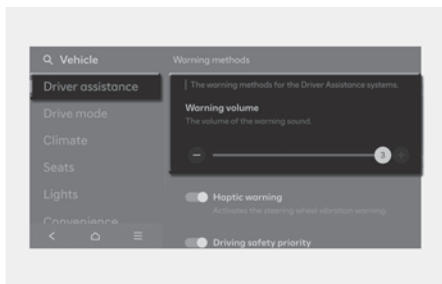 Vehicle
Warning methods
Driver assistance
The warning methods for the Driver Assistance systems.
Drive mode
Warning volume
The volume of the warning sound.
Climate
3
Seats
Lights
Haptic warning
Activates the steering wheel vibration warning.
Convenience
Driving safety priority